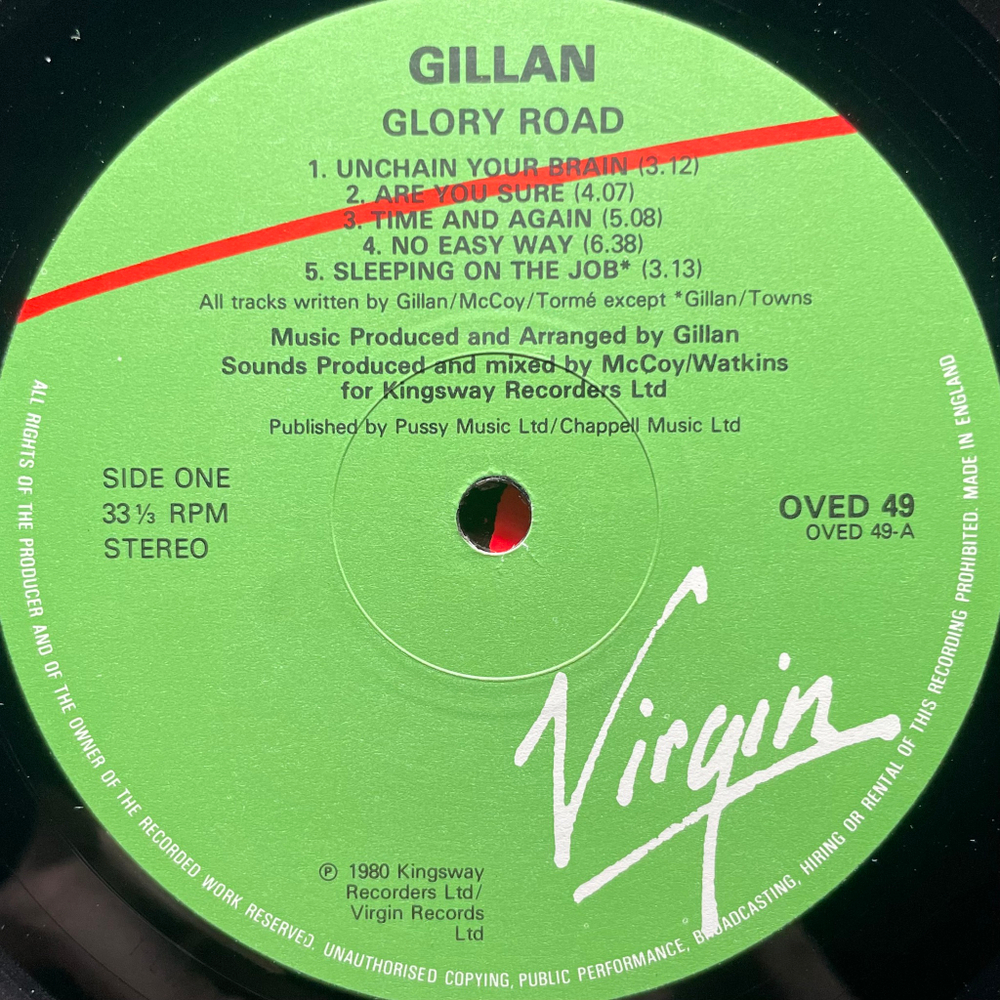 GILLAN
GLORY ROAD
1. UNCHAIN YOUR BRAIN (3.12)
2. ARE YOU SURE (4.07)
3. TIME AND AGAIN (5.08)
4. NO EASY WAY (6.38)
5. SLEEPING ON THE JOB* (3.13)
All tracks written by Gillan/McCoy/Tormé except *Gillan/Towns
Music Produced and Arranged by Gillan
Sounds Produced and mixed by McCoy/Watkins
for Kingsway Recorders Ltd
Published by Pussy Music Ltd/Chappell Music Ltd
SIDE ONE
33⅓ RPM
STEREO
OVED 49
OVED 49-A
Virgin
℗ 1980 Kingsway
Recorders Ltd/
Virgin Records
Ltd
ALL RIGHTS OF THE PRODUCER AND OF THE OWNER OF THE RECORDED WORK RESERVED. UNAUTHORISED COPYING, PUBLIC PERFORMANCE, BROADCASTING, HIRING OR RENTAL OF THIS RECORDING PROHIBITED. MADE IN ENGLAND